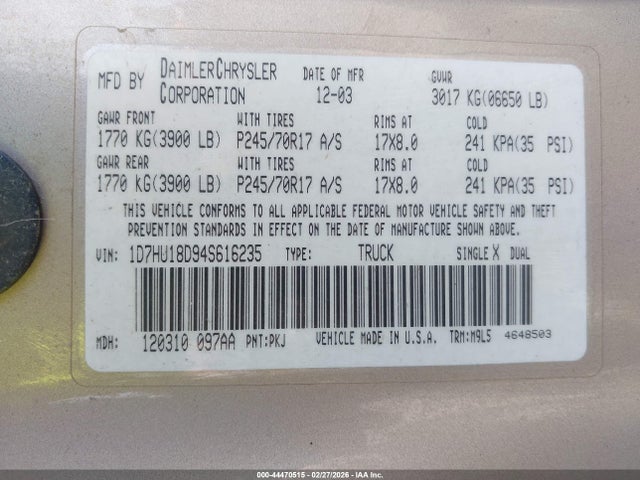 MFD BY DAIMLERCHRYSLER CORPORATION DATE OF MFR 12-03 GVWR 3017 KG(06650 LB)
GAWR FRONT WITH TIRES RIMS AT COLD
1770 KG(3900 LB) P245/70R17 A/S 17X8.0 241 KPA(35 PSI)
GAWR REAR WITH TIRES RIMS AT COLD
1770 KG(3900 LB) P245/70R17 A/S 17X8.0 241 KPA(35 PSI)
THIS VEHICLE CONFORMS TO ALL APPLICABLE FEDERAL MOTOR VEHICLE SAFETY AND THEFT
PREVENTION STANDARDS IN EFFECT ON THE DATE OF MANUFACTURE SHOWN ABOVE.
VIN: 1D7HU18D94S616235 TYPE: TRUCK SINGLE X DUAL
MDH: 120310 097AA PNT:PKJ VEHICLE MADE IN U.S.A. TRM:M9L5 4648503
000-44470515 - 02/27/2026 - IAA Inc.